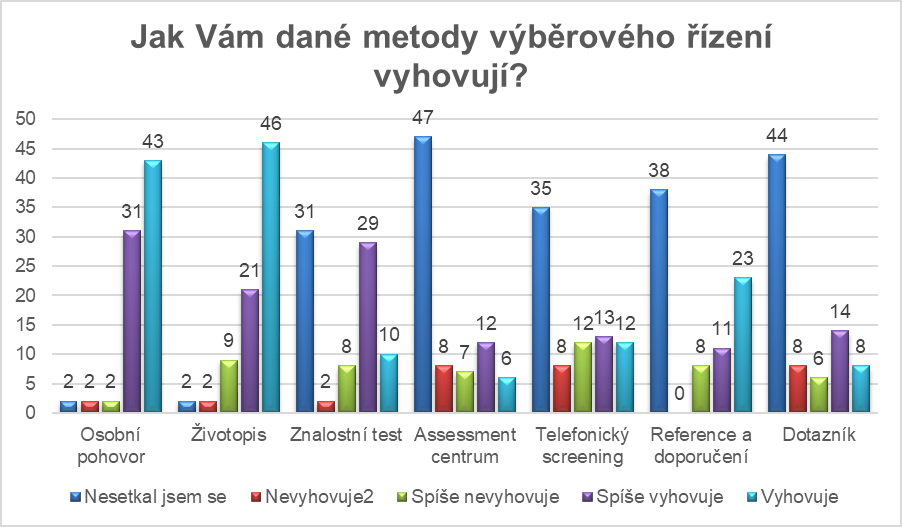 Jak Vám dané metody výběrového řízení
vyhovují?
50
45
40
35
30
25
20
15
10
5
0
2 2 2 31 43
2 2 9 21 46
31 2 8 29 10
47 8 7 12 6
35 8 12 13 12
38 0 8 11 23
44 8 6 14 8
Osobní
pohovor
Životopis
Znalostní test
Assessment
centrum
Telefonický
screening
Reference a
doporučení
Dotazník
Nesetkal jsem se Nevyhovuje2 Spíše nevyhovuje Spíše vyhovuje Vyhovuje